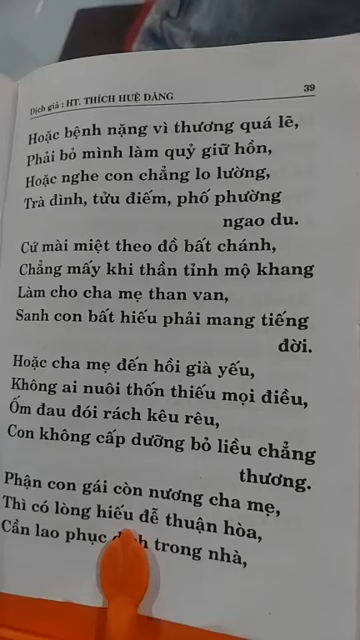 Dịch giả : HT. THÍCH HUỆ ĐĂNG 39
Hoặc bệnh nặng vì thương quá lẽ,
Phải bỏ mình làm quỷ giữ hồn,
Hoặc nghe con chẳng lo lường,
Trà dình, tửu điếm, phố phường
ngao du.
Cứ mài miệt theo đồ bất chánh,
Chẳng mấy khi thần tỉnh mộ khang
Làm cho cha mẹ than van,
Sanh con bất hiếu phải mang tiếng
đời.
Hoặc cha mẹ đến hồi già yếu,
Không ai nuôi thốn thiếu mọi điều,
Ốm đau đói rách kêu rêu,
Con không cấp dưỡng bỏ liều chẳng
thương.
Phận con gái còn nương cha mẹ,
Thì có lòng hiếu đễ thuận hòa,
Cần lao phục trong nhà,